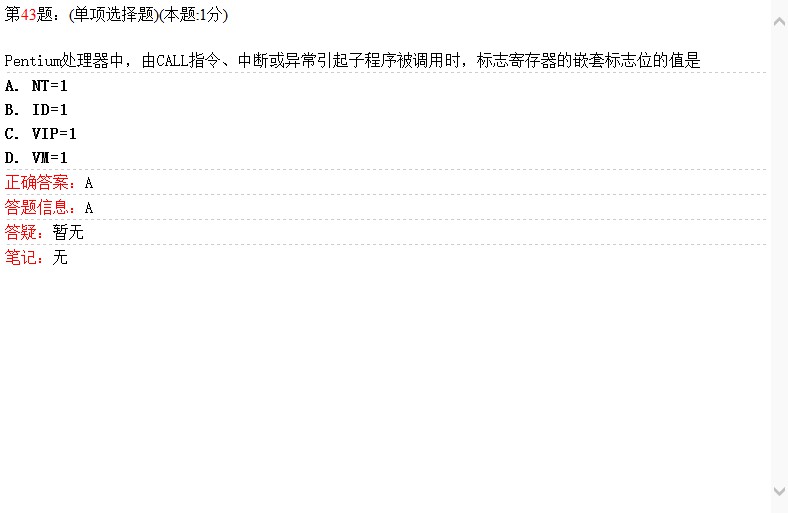 第43题：(单项选择题)(本题:1分)
Pentium处理器中，由CALL指令、中断或异常引起子程序被调用时，标志寄存器的嵌套标志位的值是
A. NT=1
B. ID=1
C. VIP=1
D. VM=1
正确答案：A
答题信息：A
答疑：暂无
笔记：无